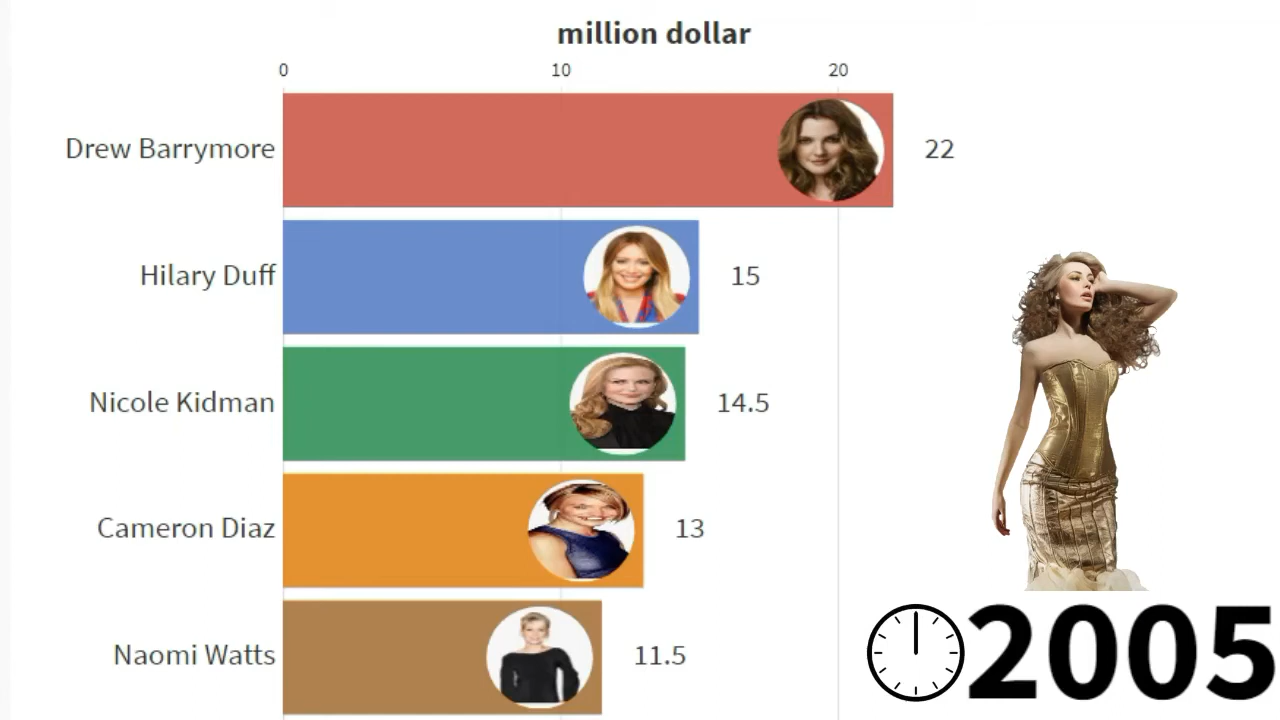 million dollar
0 10 20
Drew Barrymore 22
Hilary Duff 15
Nicole Kidman 14.5
Cameron Diaz 13
Naomi Watts 11.5
2005